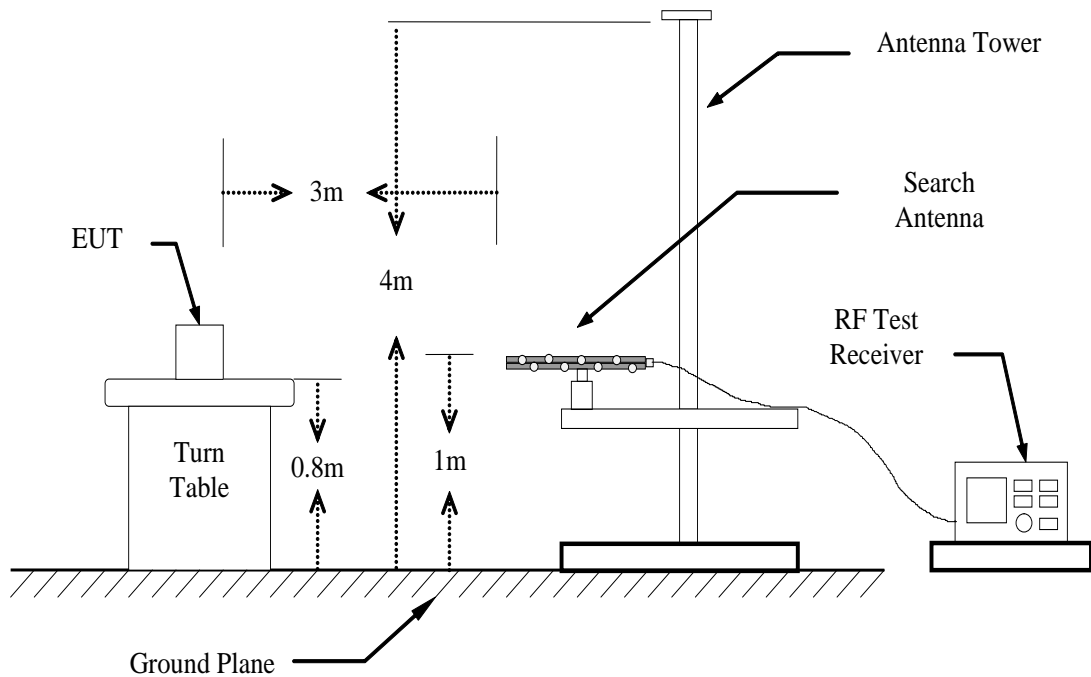 Antenna Tower
3m
Search
Antenna
EUT
4m
RF Test
Receiver
Turn
Table
0.8m
1m
Ground Plane